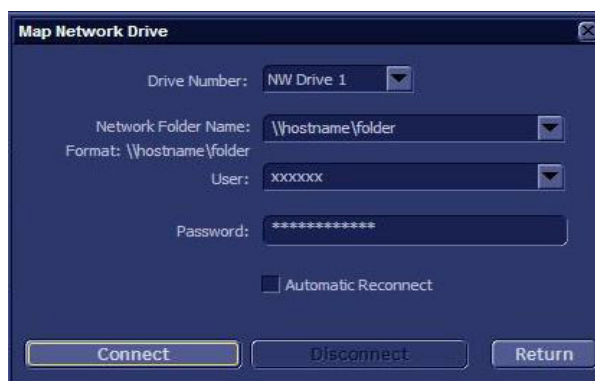 Map Network Drive
Drive Number: NW Drive 1
Network Folder Name: \\hostname\folder
Format: \\hostname\folder
User: xxxxxx
Password: ************
Automatic Reconnect
Connect Disconnect Return